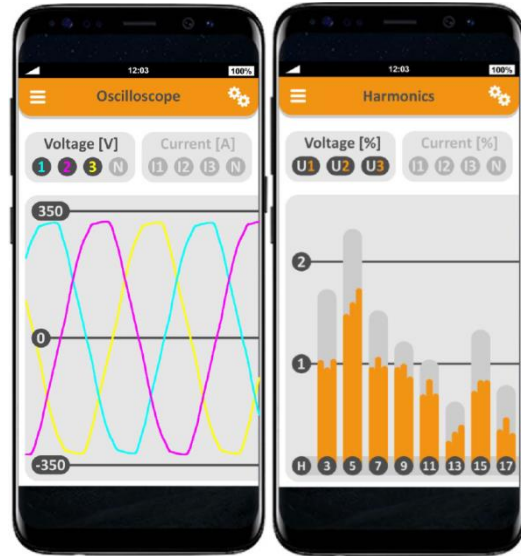 12:03
100%
Oscilloscope
Voltage [V]
1 2 3 N
Current [A]
I1 I2 I3 N
350
0
-350
12:03
100%
Harmonics
Voltage [%]
U1 U2 U3
Current [%]
I1 I2 I3 N
2
1
H 3 5 7 9 11 13 15 17